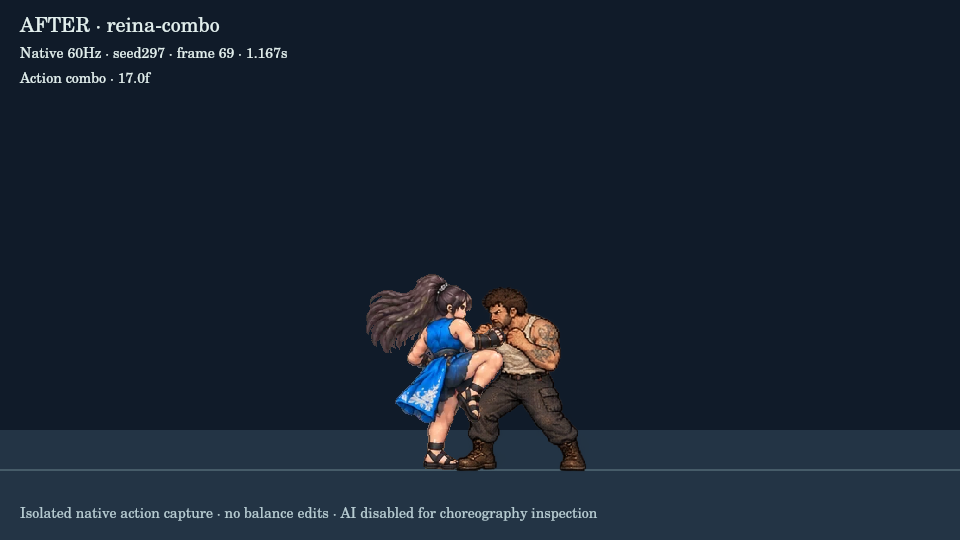 AFTER · reina-combo
Native 60Hz · seed297 · frame 69 · 1.167s
Action combo · 17.0f
Isolated native action capture · no balance edits · AI disabled for choreography inspection